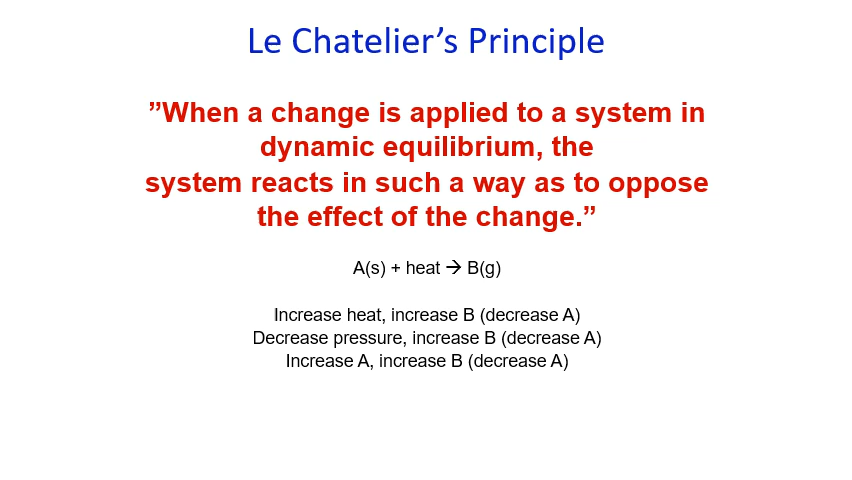 Le Chatelier’s Principle
”When a change is applied to a system in
dynamic equilibrium, the
system reacts in such a way as to oppose
the effect of the change.”
A(s) + heat → B(g)
Increase heat, increase B (decrease A)
Decrease pressure, increase B (decrease A)
Increase A, increase B (decrease A)